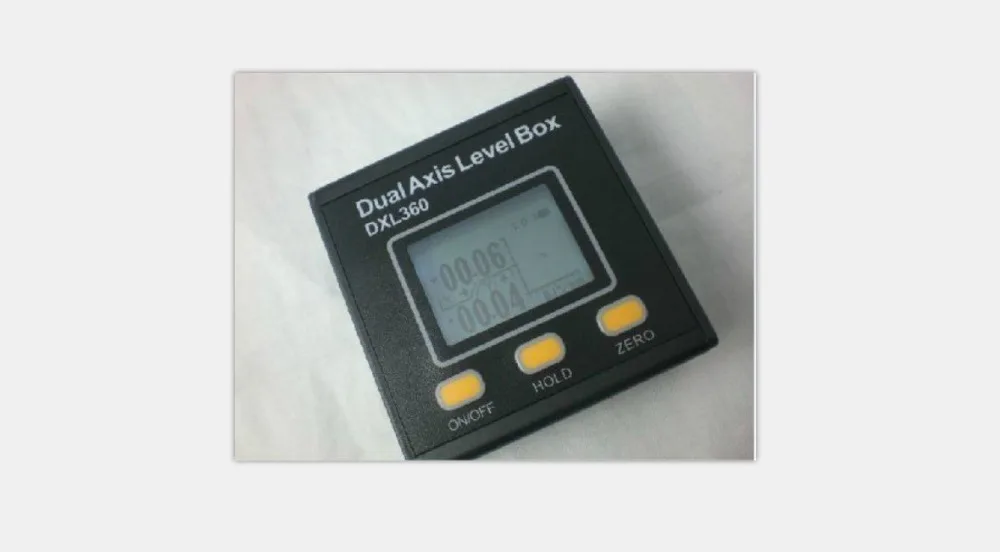 Dual Axis Level Box
DXL360
00.06
00.04
ON/OFF
HOLD
ZERO